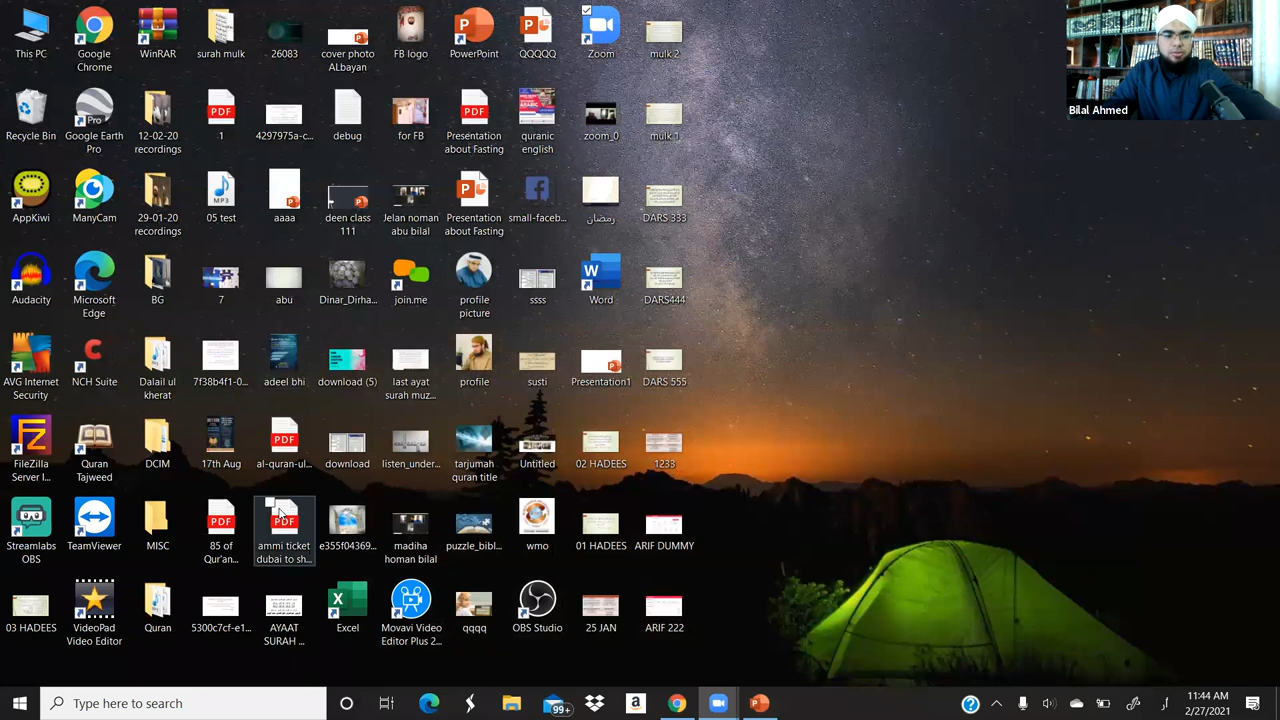 This PC
Google Chrome
WinRAR
surah mulk
26083
cover photo ALbayan
FB logo
PowerPoint
QQQQQ
Zoom
mulk 2
Bilal Ahmed
Recycle Bin
Google Earth Pro
12-02-20 recordings
1
4297975a-c...
debug
for FB
Presentation about Fasting
quranic english
zoom_0
mulk 1
AppKiwi
ManyCam
29-01-20 recordings
05 test
aaaa
deen class 111
Jelan noman abu bilal
Presentation about Fasting
small-faceb...
رمضان
DARS 333
Audacity
Microsoft Edge
BG
7
abu
Dinar_Dirha...
join.me
profile picture
ssss
Word
DARS444
AVG Internet Security
NCH Suite
Dalail ul kherat
7f38b4f1-0...
adeel bhi
download (5)
last ayat surah muz...
profile
susti
Presentation1
DARS 555
FileZilla Server I...
Quran Tajweed
DCIM
17th Aug
al-quran-ul...
download
listen_under...
tarjumah quran title
Untitled
02 HADEES
1233
Streamlabs OBS
TeamViewer
MISC
85 of Qur'an...
ammi ticket dubai to sh...
e355f04369...
madiha homan bilal
puzzle_bibl...
wmo
01 HADEES
ARIF DUMMY
03 HADEES
VideoPad Video Editor
Quran
5300c7cf-e1...
AYAAT SURAH ...
Excel
Movavi Video Editor Plus 2...
qqqq
OBS Studio
25 JAN
ARIF 222
Type here to search
99+
11:44 AM
2/27/2021